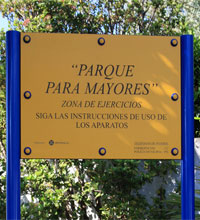 “PARQUE
PARA MAYORES”
ZONA DE EJERCICIOS
SIGA LAS INSTRUCCIONES DE USO DE
LOS APARATOS